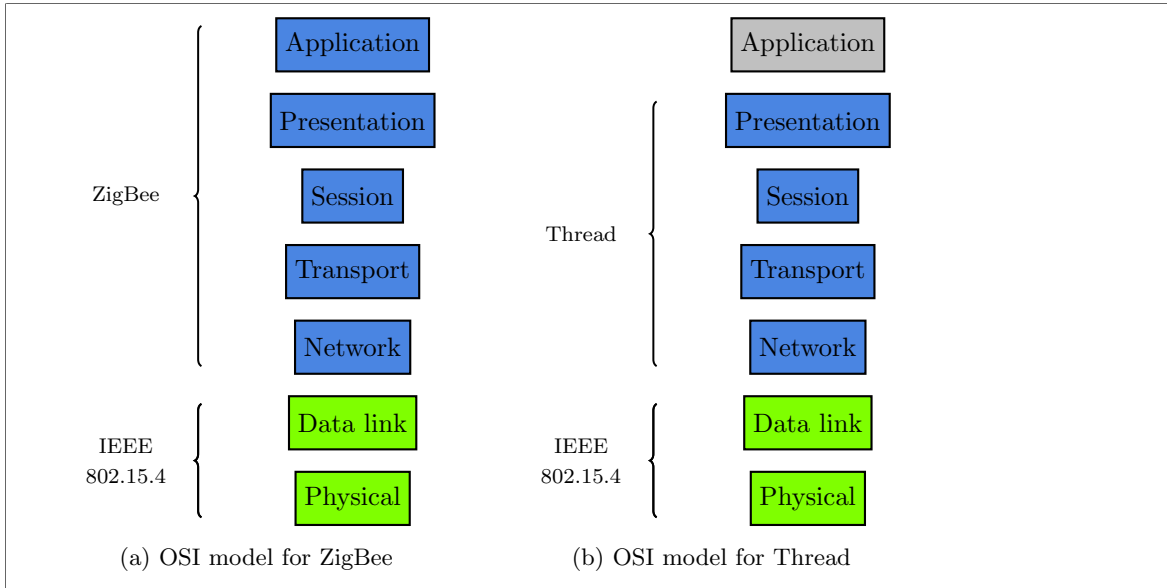 Application
Presentation
Session
Transport
Network
Data link
Physical
ZigBee
IEEE
802.15.4
(a) OSI model for ZigBee
Application
Presentation
Session
Transport
Network
Data link
Physical
Thread
IEEE
802.15.4
(b) OSI model for Thread